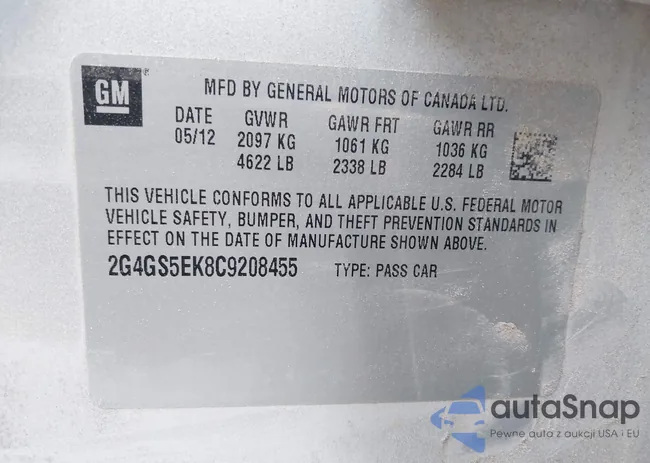 GM
MFD BY GENERAL MOTORS OF CANADA LTD.
DATE GVWR GAWR FRT GAWR RR
05/12 2097 KG 1061 KG 1036 KG
4622 LB 2338 LB 2284 LB
THIS VEHICLE CONFORMS TO ALL APPLICABLE U.S. FEDERAL MOTOR
VEHICLE SAFETY, BUMPER, AND THEFT PREVENTION STANDARDS IN
EFFECT ON THE DATE OF MANUFACTURE SHOWN ABOVE.
2G4GS5EK8C9208455 TYPE: PASS CAR
autaSnap
Pewne auta z aukcji USA i EU